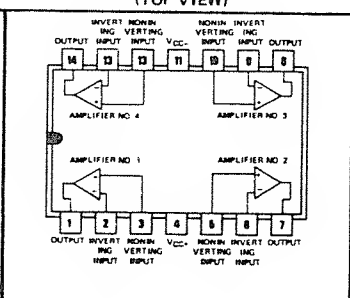 (TOP VIEW)
INVERT NONIN NONIN INVERT
ING VERTING VERTING ING
OUTPUT INPUT INPUT VCC- INPUT INPUT OUTPUT
14 13 13 11 10 9 8
AMPLIFIER NO. 4 AMPLIFIER NO. 3
AMPLIFIER NO. 1 AMPLIFIER NO. 2
1 2 3 4 5 6 7
OUTPUT INVERT NONIN VCC+ NONIN INVERT OUTPUT
ING VERTING VERTING ING
INPUT INPUT INPUT INPUT